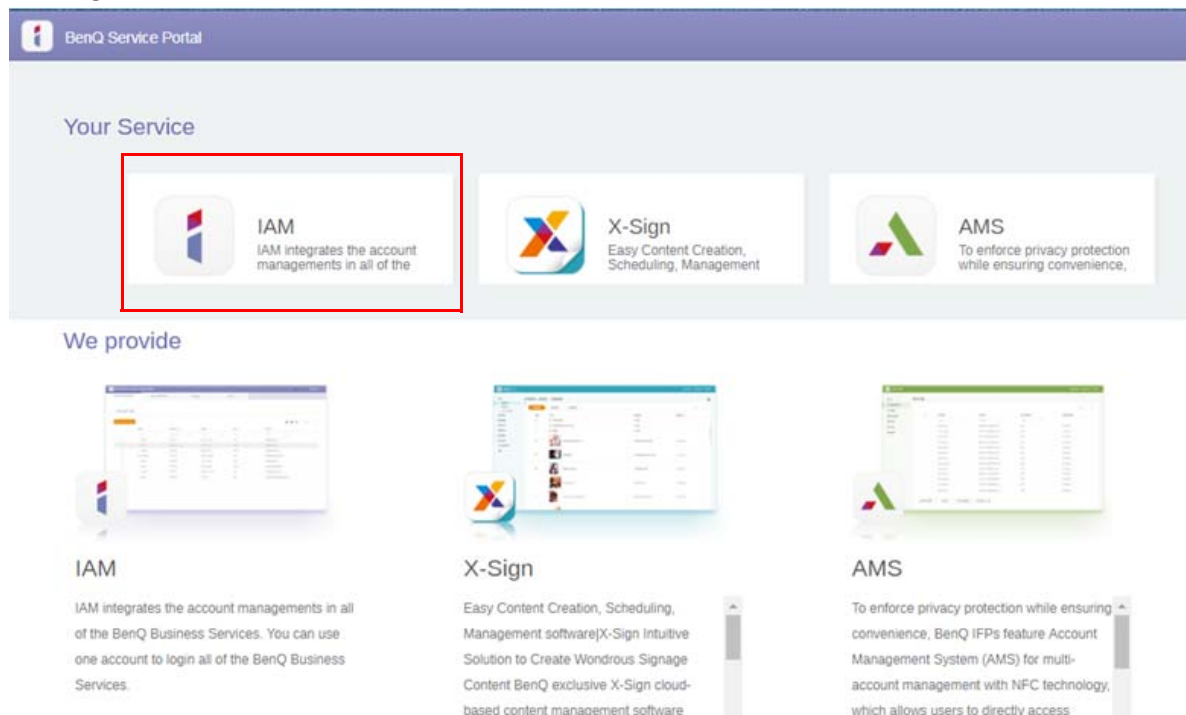 BenQ Service Portal
Your Service
IAM
IAM integrates the account
managements in all of the
X-Sign
Easy Content Creation,
Scheduling, Management
AMS
To enforce privacy protection
while ensuring convenience,
We provide
IAM
IAM integrates the account managements in all
of the BenQ Business Services. You can use
one account to login all of the BenQ Business
Services.
X-Sign
Easy Content Creation, Scheduling,
Management software|X-Sign Intuitive
Solution to Create Wondrous Signage
Content BenQ exclusive X-Sign cloud-
based content management software
AMS
To enforce privacy protection while ensuring
convenience, BenQ IFPs feature Account
Management System (AMS) for multi-
account management with NFC technology,
which allows users to directly access